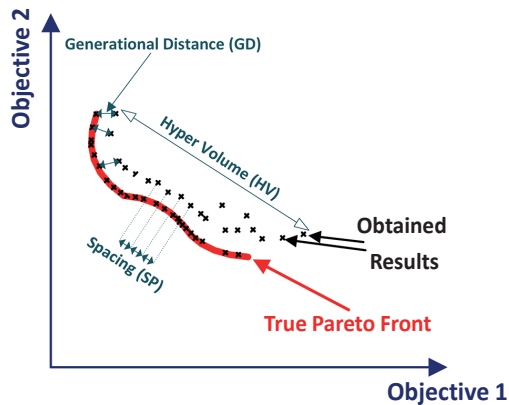 Objective 2
Generational Distance (GD)
Hyper Volume (HV)
Obtained
Results
Spacing (SP)
True Pareto Front
Objective 1